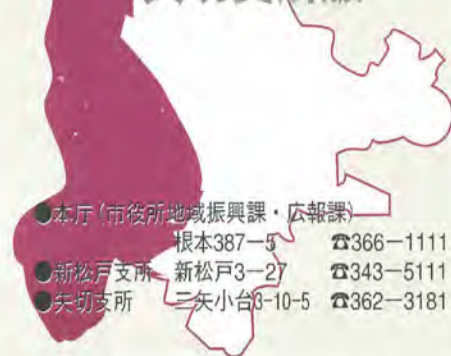 ●本庁(市役所地域振興課・広報課)
根本387－5 ☎366－1111
●新松戸支所 新松戸3－27 ☎343－5111
●矢切支所 三矢小台3-10-5 ☎362－3181